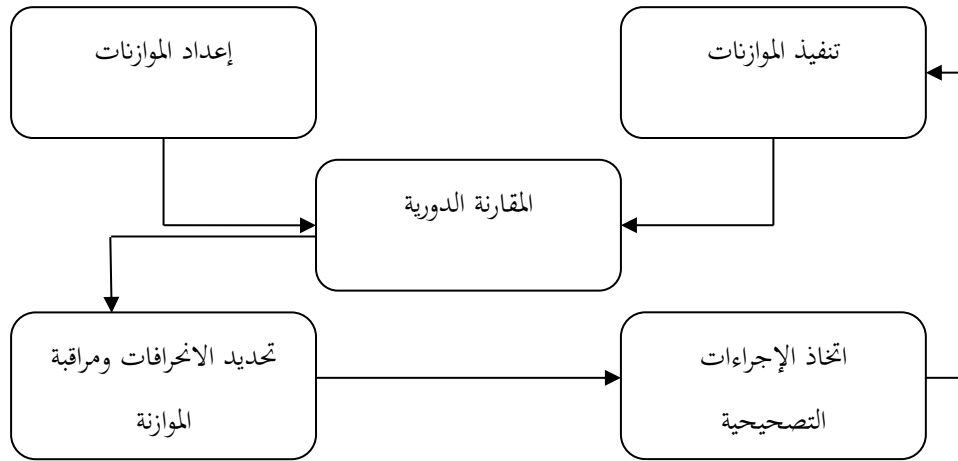 تنفيذ الموازنات
إعداد الموازنات
المقارنة الدورية
اتخاذ الإجراءات
التصحيحية
تحديد الانحرافات ومراقبة
الموازنة